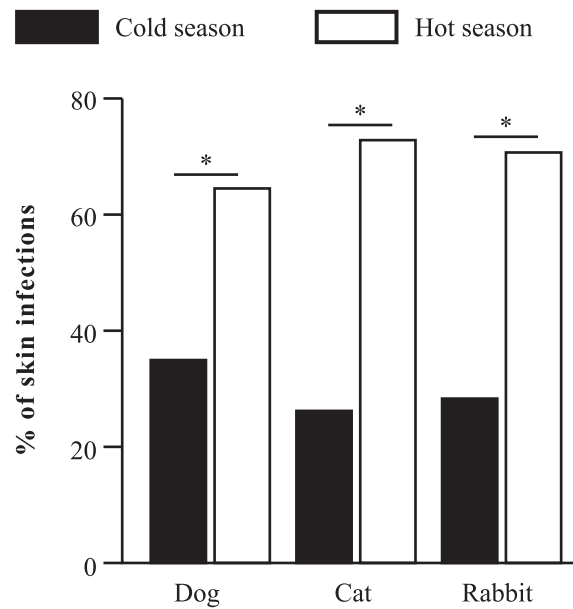 Cold season
Hot season
% of skin infections
80
60
40
20
0
*
*
*
Dog
Cat
Rabbit